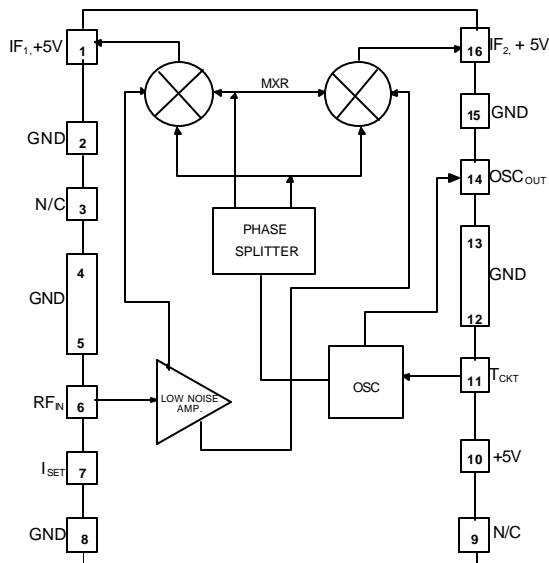 IF1,+5V
1
16
IF2, + 5V
MXR
15
GND
GND
2
14
OSCOUT
N/C
3
PHASE
SPLITTER
13
GND
12
4
GND
5
OSC
11
TCKT
RFIN
6
LOW NOISE
AMP.
10
+5V
ISET
7
GND
8
9
N/C